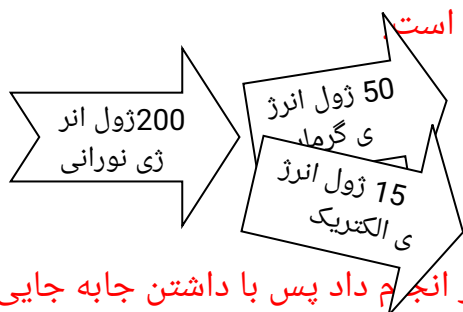 است
200ژول انر
ژی نورانی
50 ژول انرژ
ی گرمای
15 ژول انرژ
ی الکتریک
انجام داد پس با داشتن جابه جایی